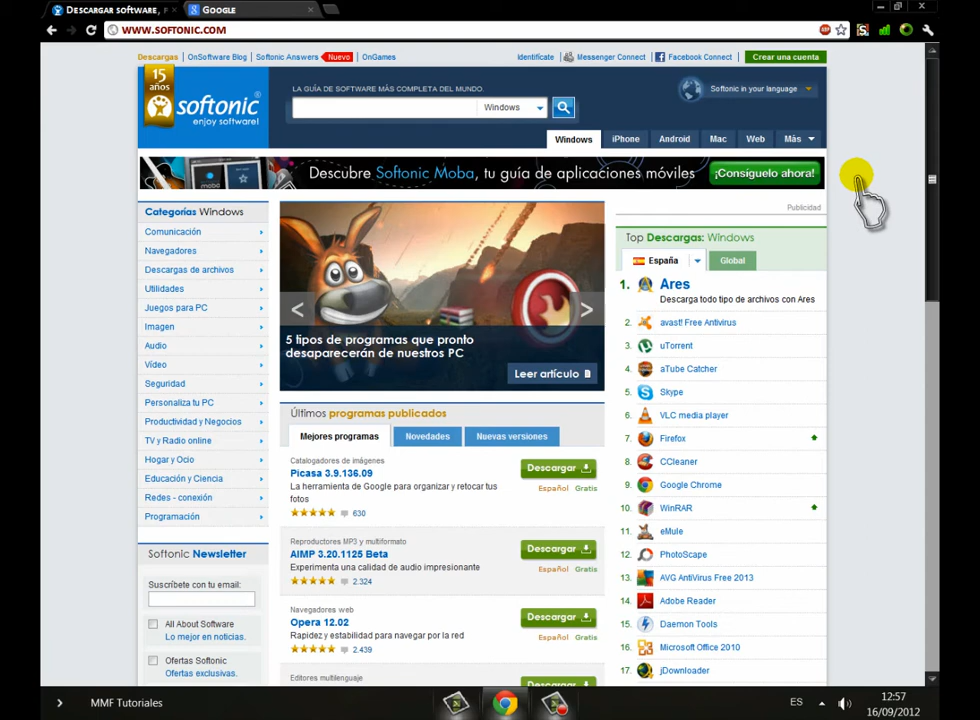 DESCARGAR SOFTWARE, F
GOOGLE
WWW.SOFTONIC.COM
Descargas
OnSoftware Blog
Softonic Answers
Nuevo
OnGames
Identifícate
Messenger Connect
Facebook Connect
Crear una cuenta
15 años
softonic
enjoy software!
LA GUÍA DE SOFTWARE MÁS COMPLETA DEL MUNDO.
Windows
Softonic in your language
Windows
iPhone
Android
Mac
Web
Más
moba
Descubre Softonic Moba, tu guía de aplicaciones móviles
¡Consíguelo ahora!
Publicidad
Categorías Windows
Comunicación
Navegadores
Descargas de archivos
Utilidades
Juegos para PC
Imagen
Audio
Vídeo
Seguridad
Personaliza tu PC
Productividad y Negocios
TV y Radio online
Hogar y Ocio
Educación y Ciencia
Redes - conexión
Programación
Softonic Newsletter
Suscríbete con tu email:
All About Software
Lo mejor en noticias.
Ofertas Softonic
Ofertas exclusivas.
5 tipos de programas que pronto
desaparecerán de nuestros PC
Leer artículo
Últimos programas publicados
Mejores programas
Novedades
Nuevas versiones
Catalogadores de imágenes
Picasa 3.9.136.09
La herramienta de Google para organizar y retocar tus
fotos
630
Descargar
Español Gratis
Reproductores MP3 y multiformato
AIMP 3.20.1125 Beta
Experimenta una calidad de audio impresionante
2.324
Descargar
Español Gratis
Navegadores web
Opera 12.02
Rapidez y estabilidad para navegar por la red
2.439
Descargar
Español Gratis
Editores multilenguaje
Descargar
Top Descargas: Windows
España
Global
1. Ares
Descarga todo tipo de archivos con Ares
2. avast! Free Antivirus
3. uTorrent
4. aTube Catcher
5. Skype
6. VLC media player
7. Firefox
8. CCleaner
9. Google Chrome
10. WinRAR
11. eMule
12. PhotoScape
13. AVG AntiVirus Free 2013
14. Adobe Reader
15. Daemon Tools
16. Microsoft Office 2010
17. jDownloader
MMF Tutoriales
ES
12:57
16/09/2012